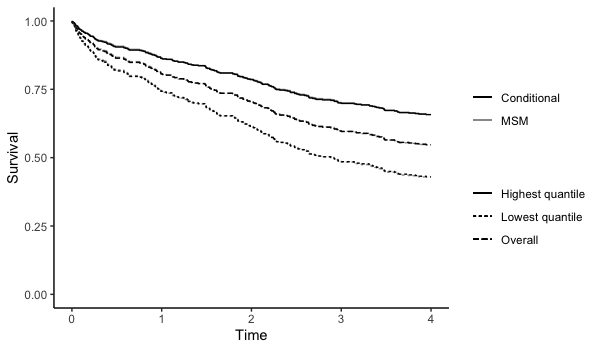 1.00
0.75
0.50
0.25
0.00
Survival
0
1
2
3
4
Time
Conditional
MSM
Highest quantile
Lowest quantile
Overall